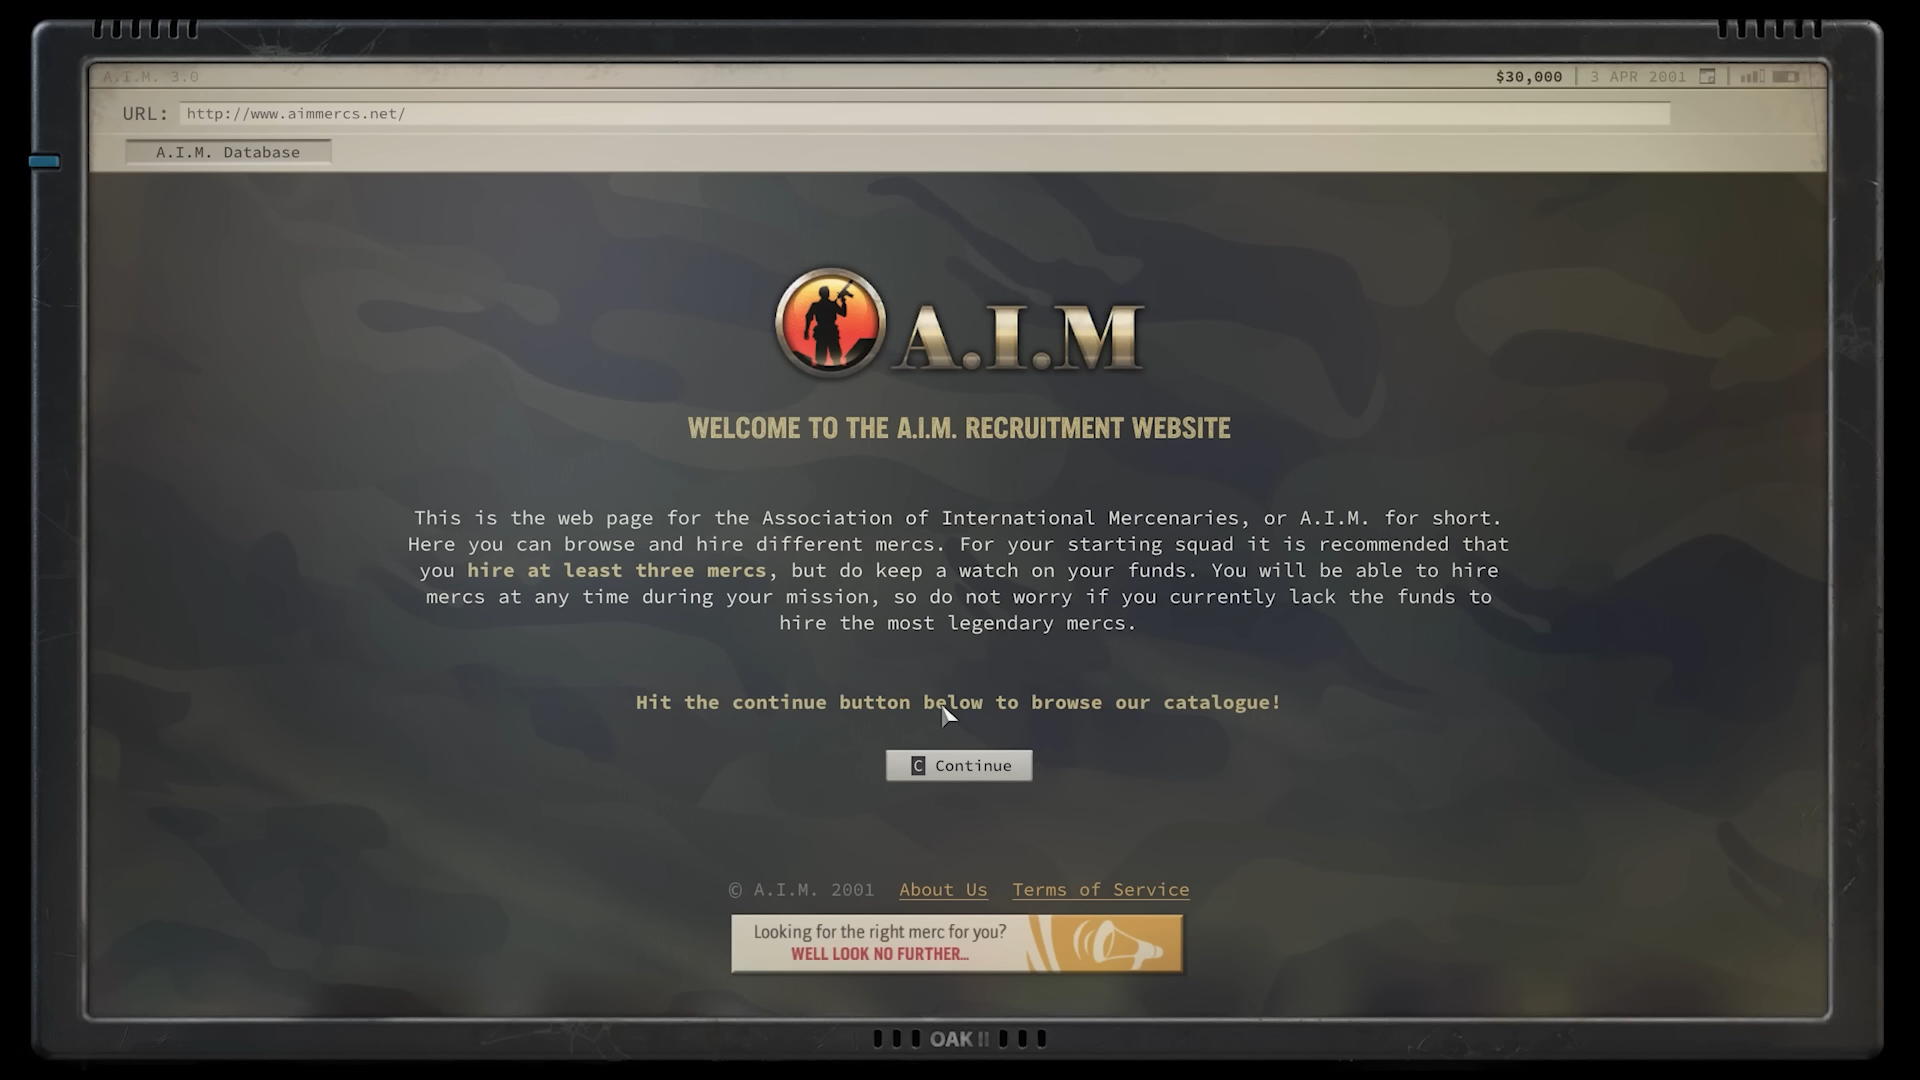 A.I.M. 3.0
$30,000 | 3 APR 2001
URL: http://www.aimmercs.net/
A.I.M. Database
A.I.M
WELCOME TO THE A.I.M. RECRUITMENT WEBSITE
This is the web page for the Association of International Mercenaries, or A.I.M. for short.
Here you can browse and hire different mercs. For your starting squad it is recommended that
you hire at least three mercs, but do keep a watch on your funds. You will be able to hire
mercs at any time during your mission, so do not worry if you currently lack the funds to
hire the most legendary mercs.
Hit the continue button below to browse our catalogue!
C Continue
© A.I.M. 2001 About Us Terms of Service
Looking for the right merc for you?
WELL LOOK NO FURTHER...
OAK II